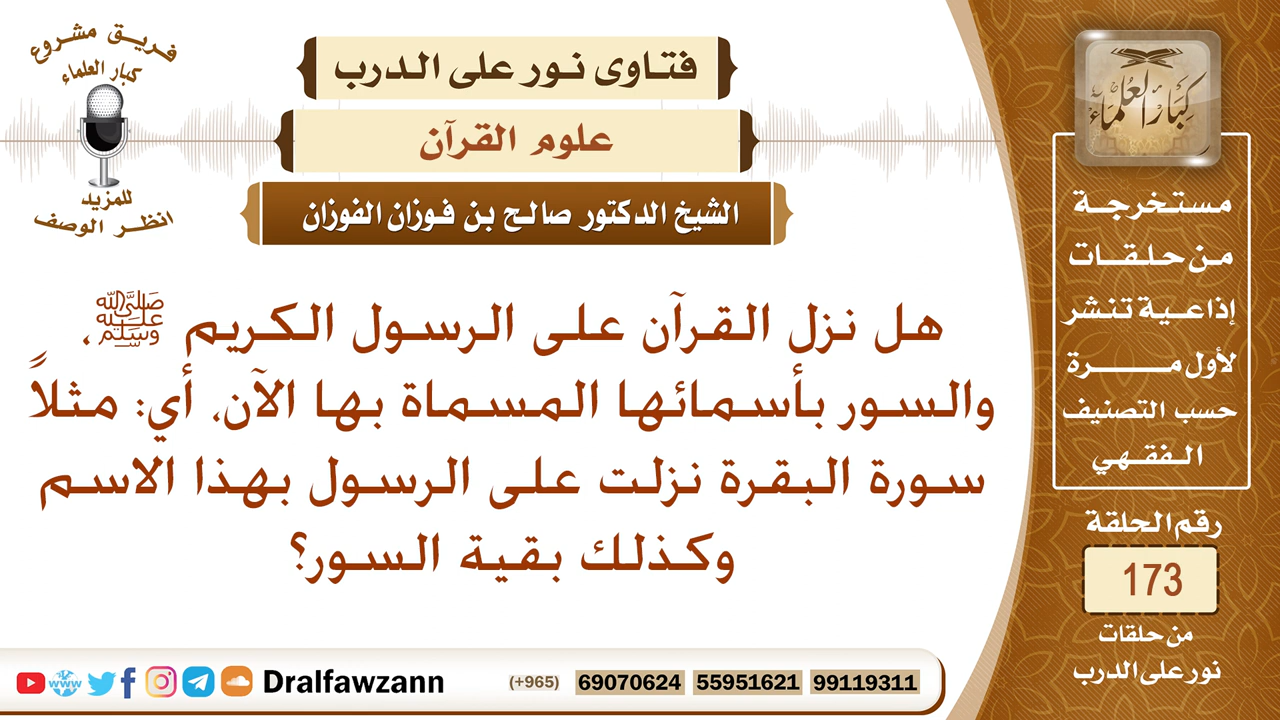 فريق مشروع
كبار العلماء
للمزيد
انظر الوصف
فتاوى نور على الدرب
علوم القرآن
الشيخ الدكتور صالح بن فوزان الفوزان
هل نزل القرآن على الرسول الكريم ﷺ،
والسور بأسمائها المسماة بها الآن، أي: مثلاً
سورة البقرة نزلت على الرسول بهذا الاسم
وكذلك بقية السور؟
كبار العلماء
مستخرجة
من حلقات
إذاعية تنشر
لأول مرة
حسب التصنيف
الفقهي
رقم الحلقة
173
من حلقات
نور على الدرب
www
Dralfawzann
(+965) 69070624 55951621 99119311